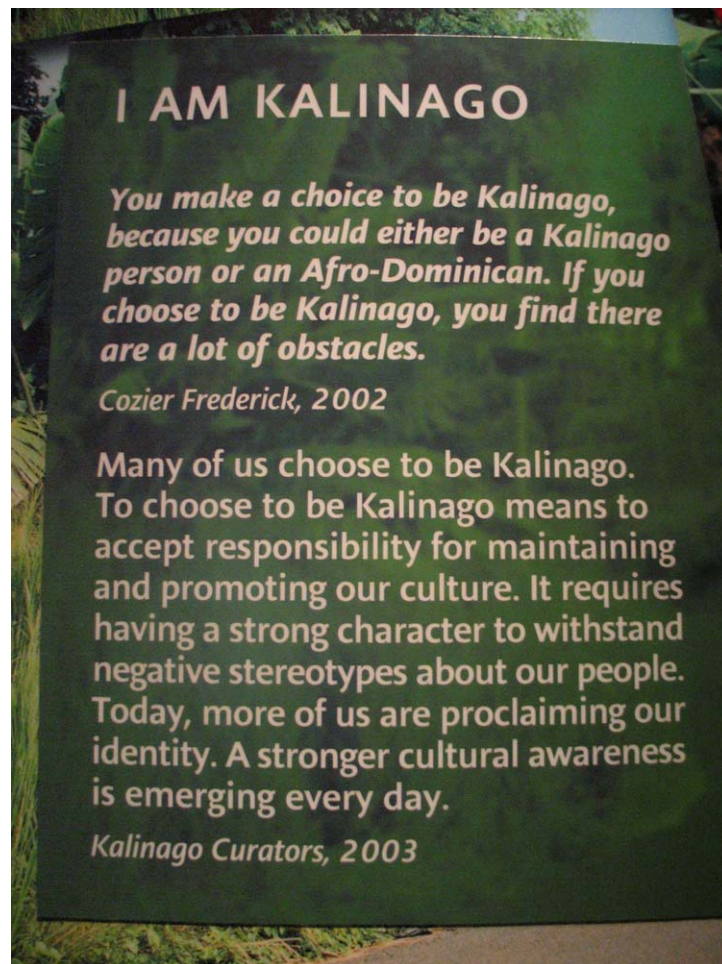 I AM KALINAGO
You make a choice to be Kalinago,
because you could either be a Kalinago
person or an Afro-Dominican. If you
choose to be Kalinago, you find there
are a lot of obstacles.
Cozier Frederick, 2002
Many of us choose to be Kalinago.
To choose to be Kalinago means to
accept responsibility for maintaining
and promoting our culture. It requires
having a strong character to withstand
negative stereotypes about our people.
Today, more of us are proclaiming our
identity. A stronger cultural awareness
is emerging every day.
Kalinago Curators, 2003